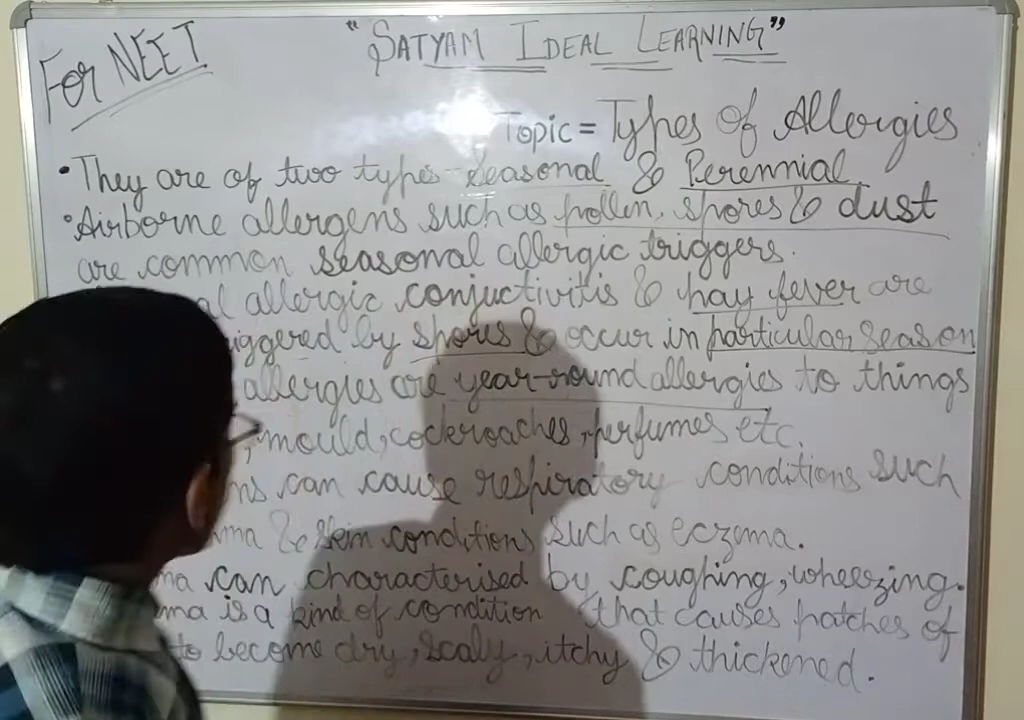 For NEET
"SATYAM IDEAL LEARNING"
Topic = Types of Allergies
• They are of two types- Seasonal & Perennial
• Airborne allergens such as pollen, spores & dust
are common seasonal allergic triggers.
allergic conjuctivitis & hay fever are
iggered by spores & occur in particular season
allergies are year-round allergies to things
, mould, cockroaches, perfumes etc.
ns can cause respiratory conditions such
ma & skin conditions such as eczema.
ma can characterised by coughing, wheezing.
ma is a kind of condition that causes patches of
to become dry, scaly, itchy & thickened.